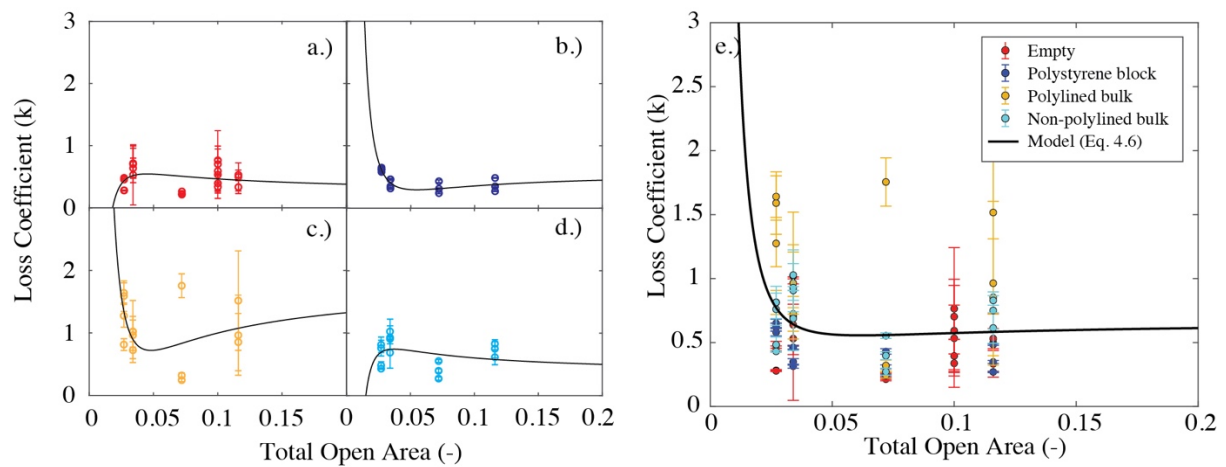 3
a.)
2
1
0
b.)
Loss Coefficient (k)
c.)
2
1
0
d.)
0 0.05 0.1 0.15 0 0.05 0.1 0.15 0.2
Total Open Area (-)
3
e.)
2.5
2
1.5
1
0.5
0
Loss Coefficient (k)
Empty
Polystyrene block
Polylined bulk
Non-polylined bulk
Model (Eq. 4.6)
0 0.05 0.1 0.15 0.2
Total Open Area (-)